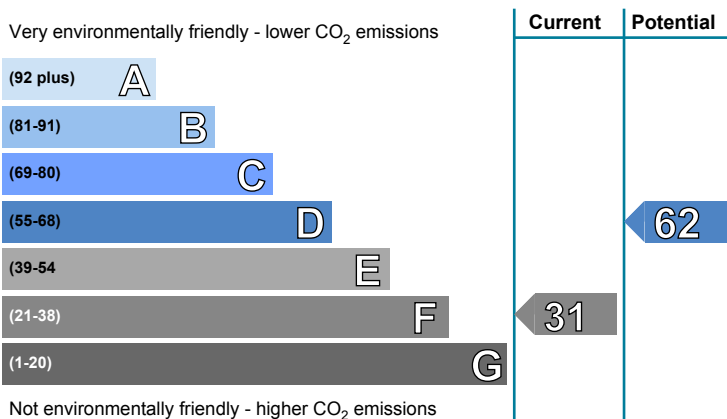 Current Potential
Very environmentally friendly - lower CO2 emissions
(92 plus) A
(81-91) B
(69-80) C
(55-68) D 62
(39-54 E
(21-38) F 31
(1-20) G
Not environmentally friendly - higher CO2 emissions